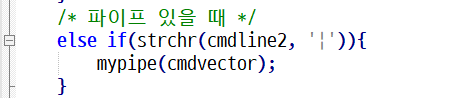 /* 파이프 있을 때 */
else if(strchr(cmdline2, '¦')){
mypipe(cmdvector);
}